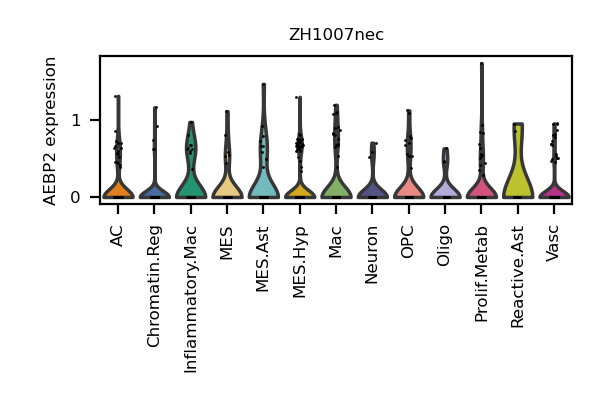 ZH1007nec
AEBP2 expression
1
0
AC
Chromatin.Reg
Inflammatory.Mac
MES
MES.Ast
MES.Hyp
Mac
Neuron
OPC
Oligo
Prolif.Metab
Reactive.Ast
Vasc